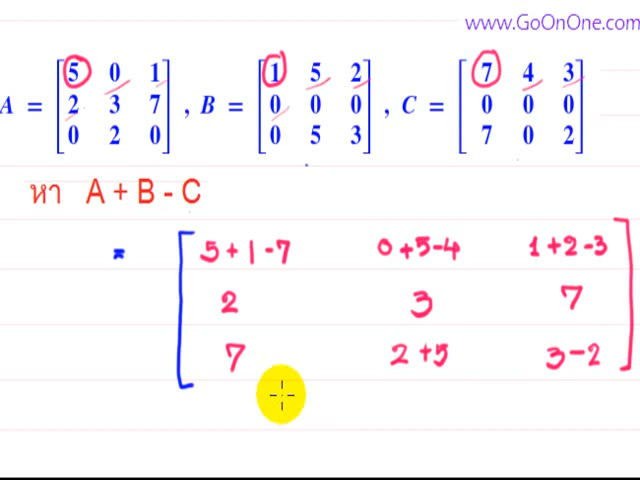 www.GoOnOne.com
A = [5 0 1
2 3 7
0 2 0] , B = [1 5 2
0 0 0
0 5 3] , C = [7 4 3
0 0 0
7 0 2]
หา A + B - C
= [5+1-7 0+5-4 1+2-3
2 3 7
7 2+5 3-2]